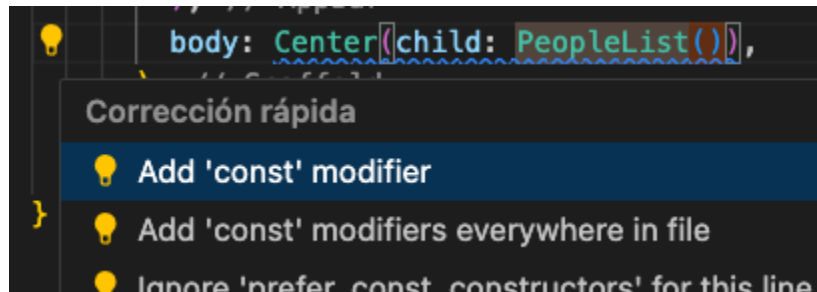 body: Center(child: PeopleList()),
Corrección rápida
Add 'const' modifier
}
Add 'const' modifiers everywhere in file
Ignore 'prefer_const_constructors' for this line